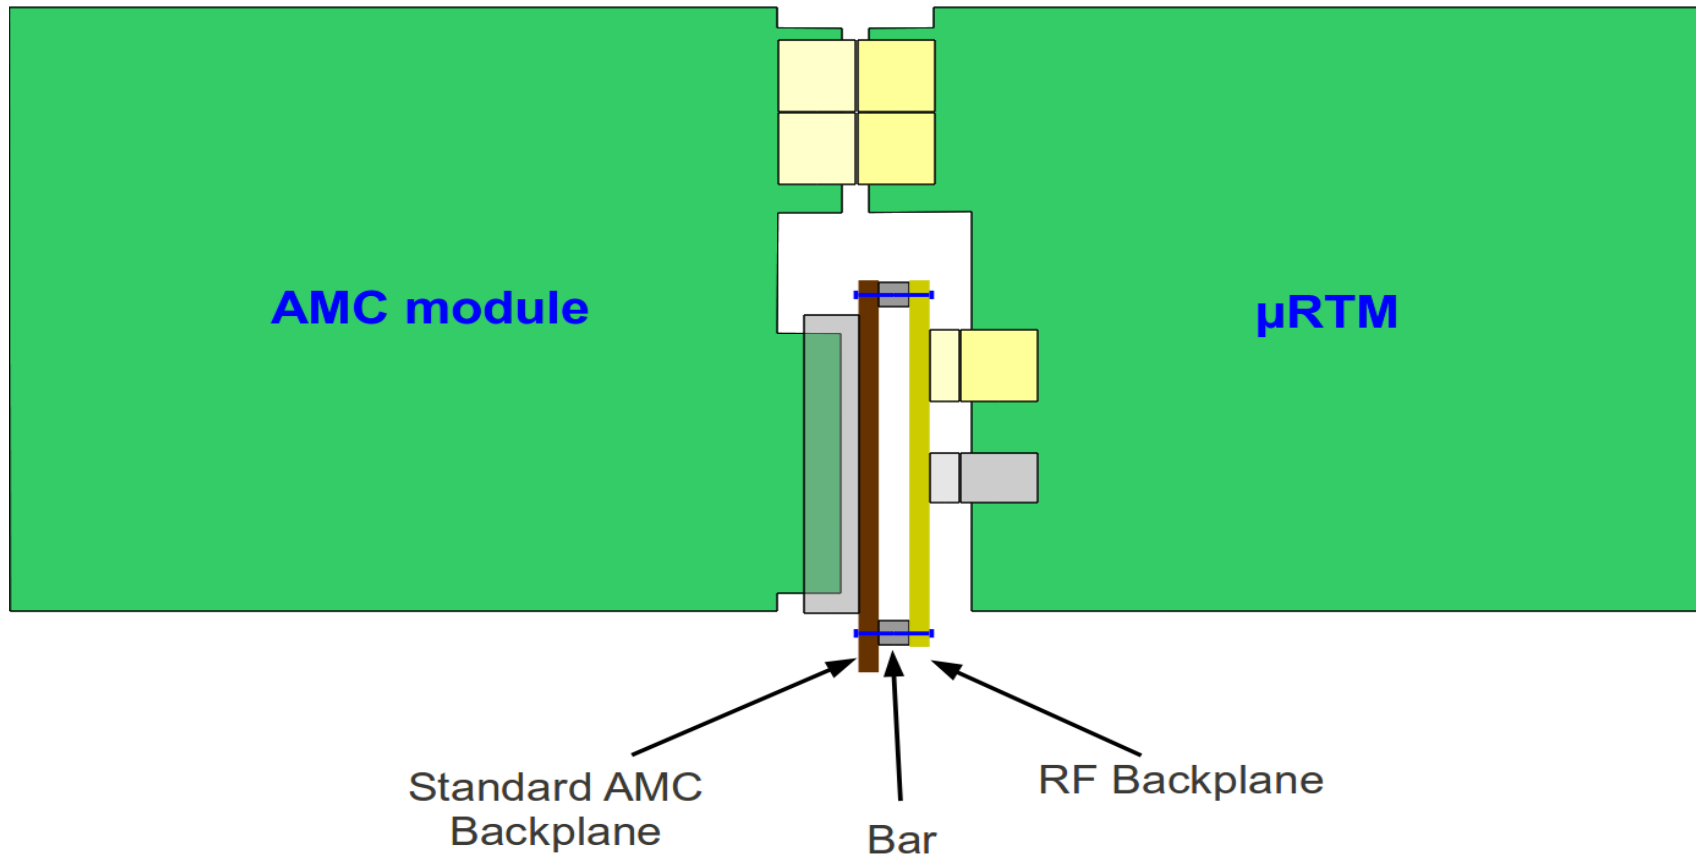 AMC module
µRTM
Standard AMC
Backplane
Bar
RF Backplane